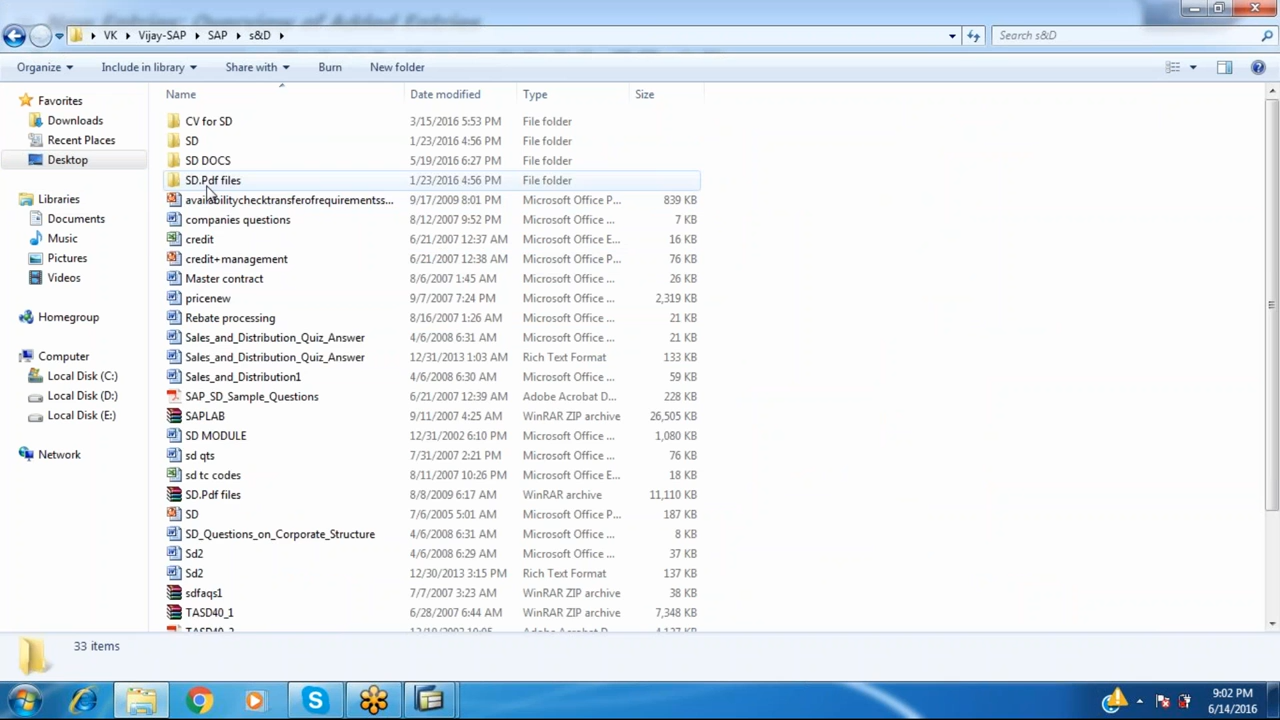 VK
Vijay-SAP
SAP
s&D
Search s&D
Organize
Include in library
Share with
Burn
New folder
Name
Date modified
Type
Size
Favorites
Downloads
Recent Places
Desktop
Libraries
Documents
Music
Pictures
Videos
Homegroup
Computer
Local Disk (C:)
Local Disk (D:)
Local Disk (E:)
Network
CV for SD 3/15/2016 5:53 PM File folder
SD 1/23/2016 4:56 PM File folder
SD DOCS 5/19/2016 6:27 PM File folder
SD.Pdf files 1/23/2016 4:56 PM File folder
availabilitychecktransferofrequirementss... 9/17/2009 8:01 PM Microsoft Office P... 839 KB
companies questions 8/12/2007 9:52 PM Microsoft Office ... 7 KB
credit 6/21/2007 12:37 AM Microsoft Office E... 16 KB
credit+management 6/21/2007 12:38 AM Microsoft Office P... 76 KB
Master contract 8/6/2007 1:45 AM Microsoft Office ... 26 KB
pricenew 9/7/2007 7:24 PM Microsoft Office ... 2,319 KB
Rebate processing 8/16/2007 1:26 AM Microsoft Office ... 21 KB
Sales_and_Distribution_Quiz_Answer 4/6/2008 6:31 AM Microsoft Office ... 21 KB
Sales_and_Distribution_Quiz_Answer 12/31/2013 1:03 AM Rich Text Format 133 KB
Sales_and_Distribution1 4/6/2008 6:30 AM Microsoft Office ... 59 KB
SAP_SD_Sample_Questions 6/21/2007 12:39 AM Adobe Acrobat D... 228 KB
SAPLAB 9/11/2007 4:25 AM WinRAR ZIP archive 26,505 KB
SD MODULE 12/31/2002 6:10 PM Microsoft Office ... 1,080 KB
sd qts 7/31/2007 2:21 PM Microsoft Office ... 76 KB
sd tc codes 8/11/2007 10:26 PM Microsoft Office E... 18 KB
SD.Pdf files 8/8/2009 6:17 AM WinRAR archive 11,110 KB
SD 7/6/2005 5:01 AM Microsoft Office P... 187 KB
SD_Questions_on_Corporate_Structure 4/6/2008 6:31 AM Microsoft Office ... 8 KB
Sd2 4/6/2008 6:29 AM Microsoft Office ... 37 KB
Sd2 12/30/2013 3:15 PM Rich Text Format 137 KB
sdfaqs1 7/7/2007 3:23 AM WinRAR ZIP archive 38 KB
TASD40_1 6/28/2007 6:44 AM WinRAR ZIP archive 7,348 KB
33 items
9:02 PM
6/14/2016